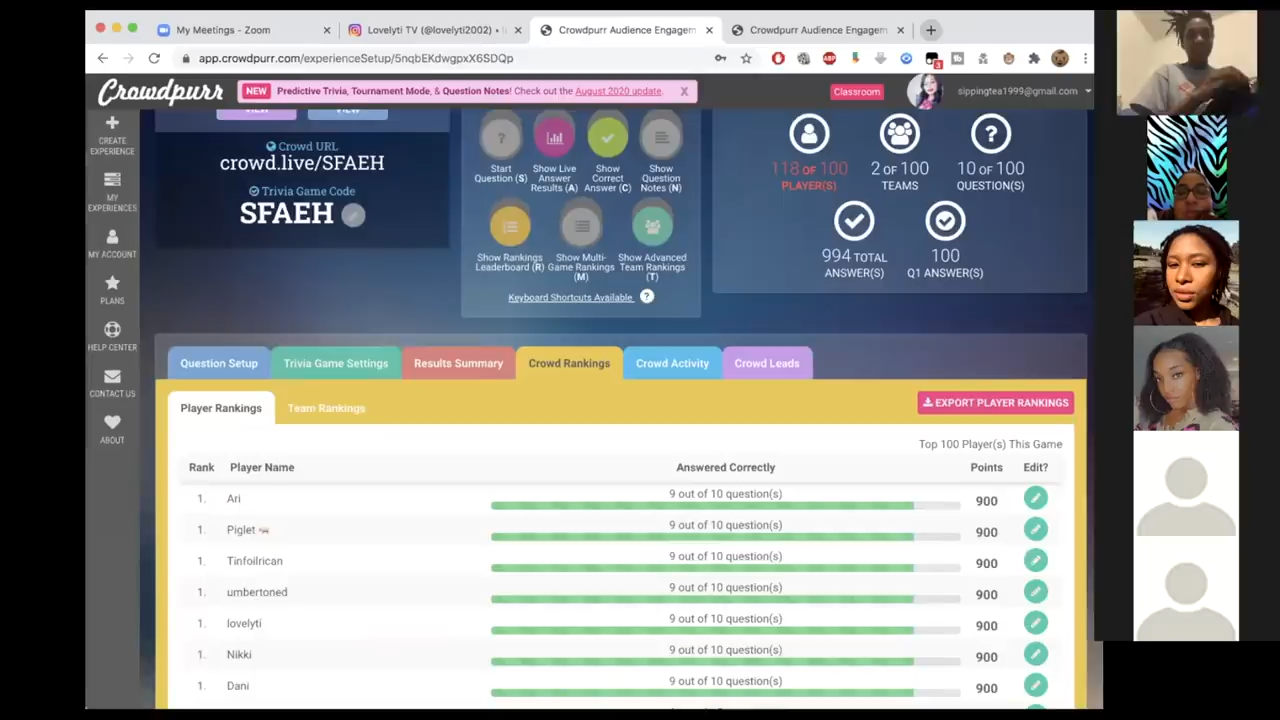 My Meetings - Zoom
Lovelyti TV (@lovelyti2002) •
Crowdpurr Audience Engagem
Crowdpurr Audience Engagem
app.crowdpurr.com/experienceSetup/5nqbEKdwgpxX6SDQp
Crowdpurr
NEW Predictive Trivia, Tournament Mode, & Question Notes! Check out the August 2020 update. X
Classroom
sippingtea1999@gmail.com
CREATE
EXPERIENCE
MY
EXPERIENCES
MY ACCOUNT
PLANS
HELP CENTER
CONTACT US
ABOUT
VIEW
VIEW
Crowd URL
crowd.live/SFAEH
Trivia Game Code
SFAEH
Start
Question (S)
Show Live
Answer
Results (A)
Show
Correct
Answer (C)
Show
Question
Notes (N)
Show Rankings
Leaderboard (R)
Show Multi-
Game Rankings
(M)
Show Advanced
Team Rankings
(T)
Keyboard Shortcuts Available ?
118 OF 100
PLAYER(S)
2 OF 100
TEAMS
10 OF 100
QUESTION(S)
994 TOTAL
ANSWER(S)
100
Q1 ANSWER(S)
Question Setup
Trivia Game Settings
Results Summary
Crowd Rankings
Crowd Activity
Crowd Leads
Player Rankings
Team Rankings
EXPORT PLAYER RANKINGS
Top 100 Player(s) This Game
Rank Player Name Answered Correctly Points Edit?
1. Ari 9 out of 10 question(s) 900
1. Piglet 9 out of 10 question(s) 900
1. Tinfoilrican 9 out of 10 question(s) 900
1. umbertoned 9 out of 10 question(s) 900
1. lovelyti 9 out of 10 question(s) 900
1. Nikki 9 out of 10 question(s) 900
1. Dani 9 out of 10 question(s) 900